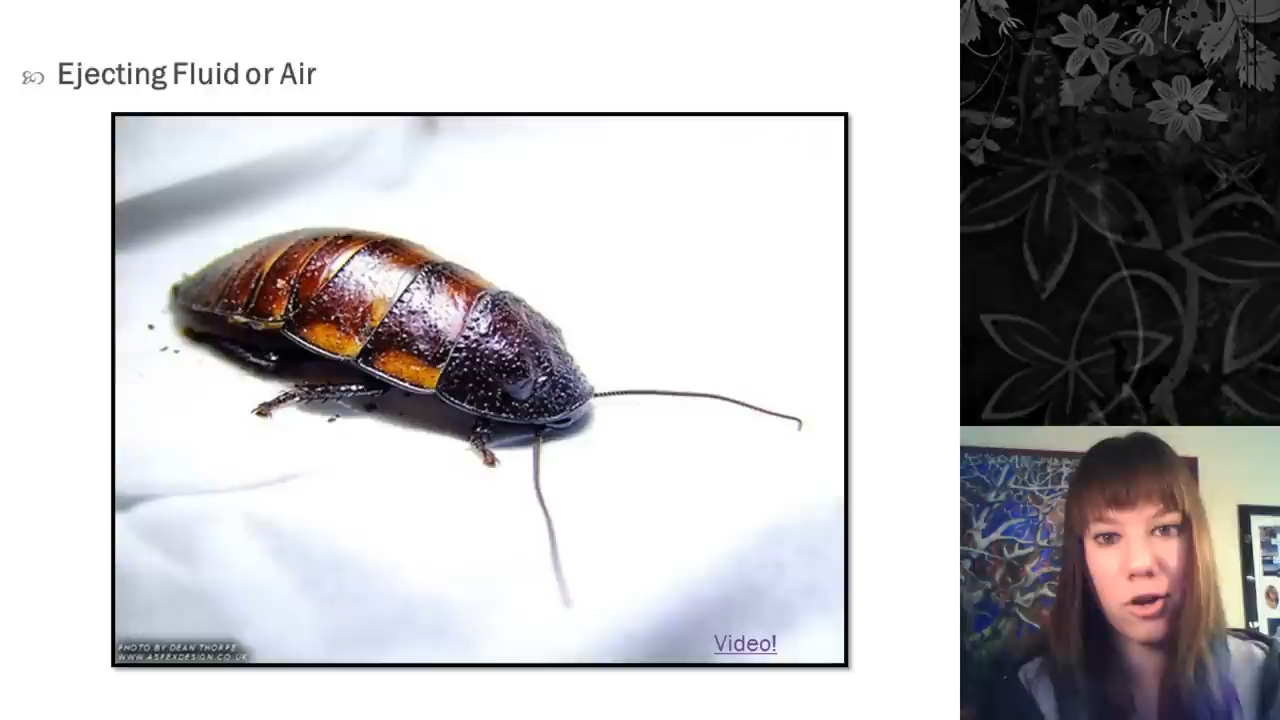 Ejecting Fluid or Air
Video!
PHOTO BY DEAN THORPE
WWW.ASFEXDESIGN.CO.UK